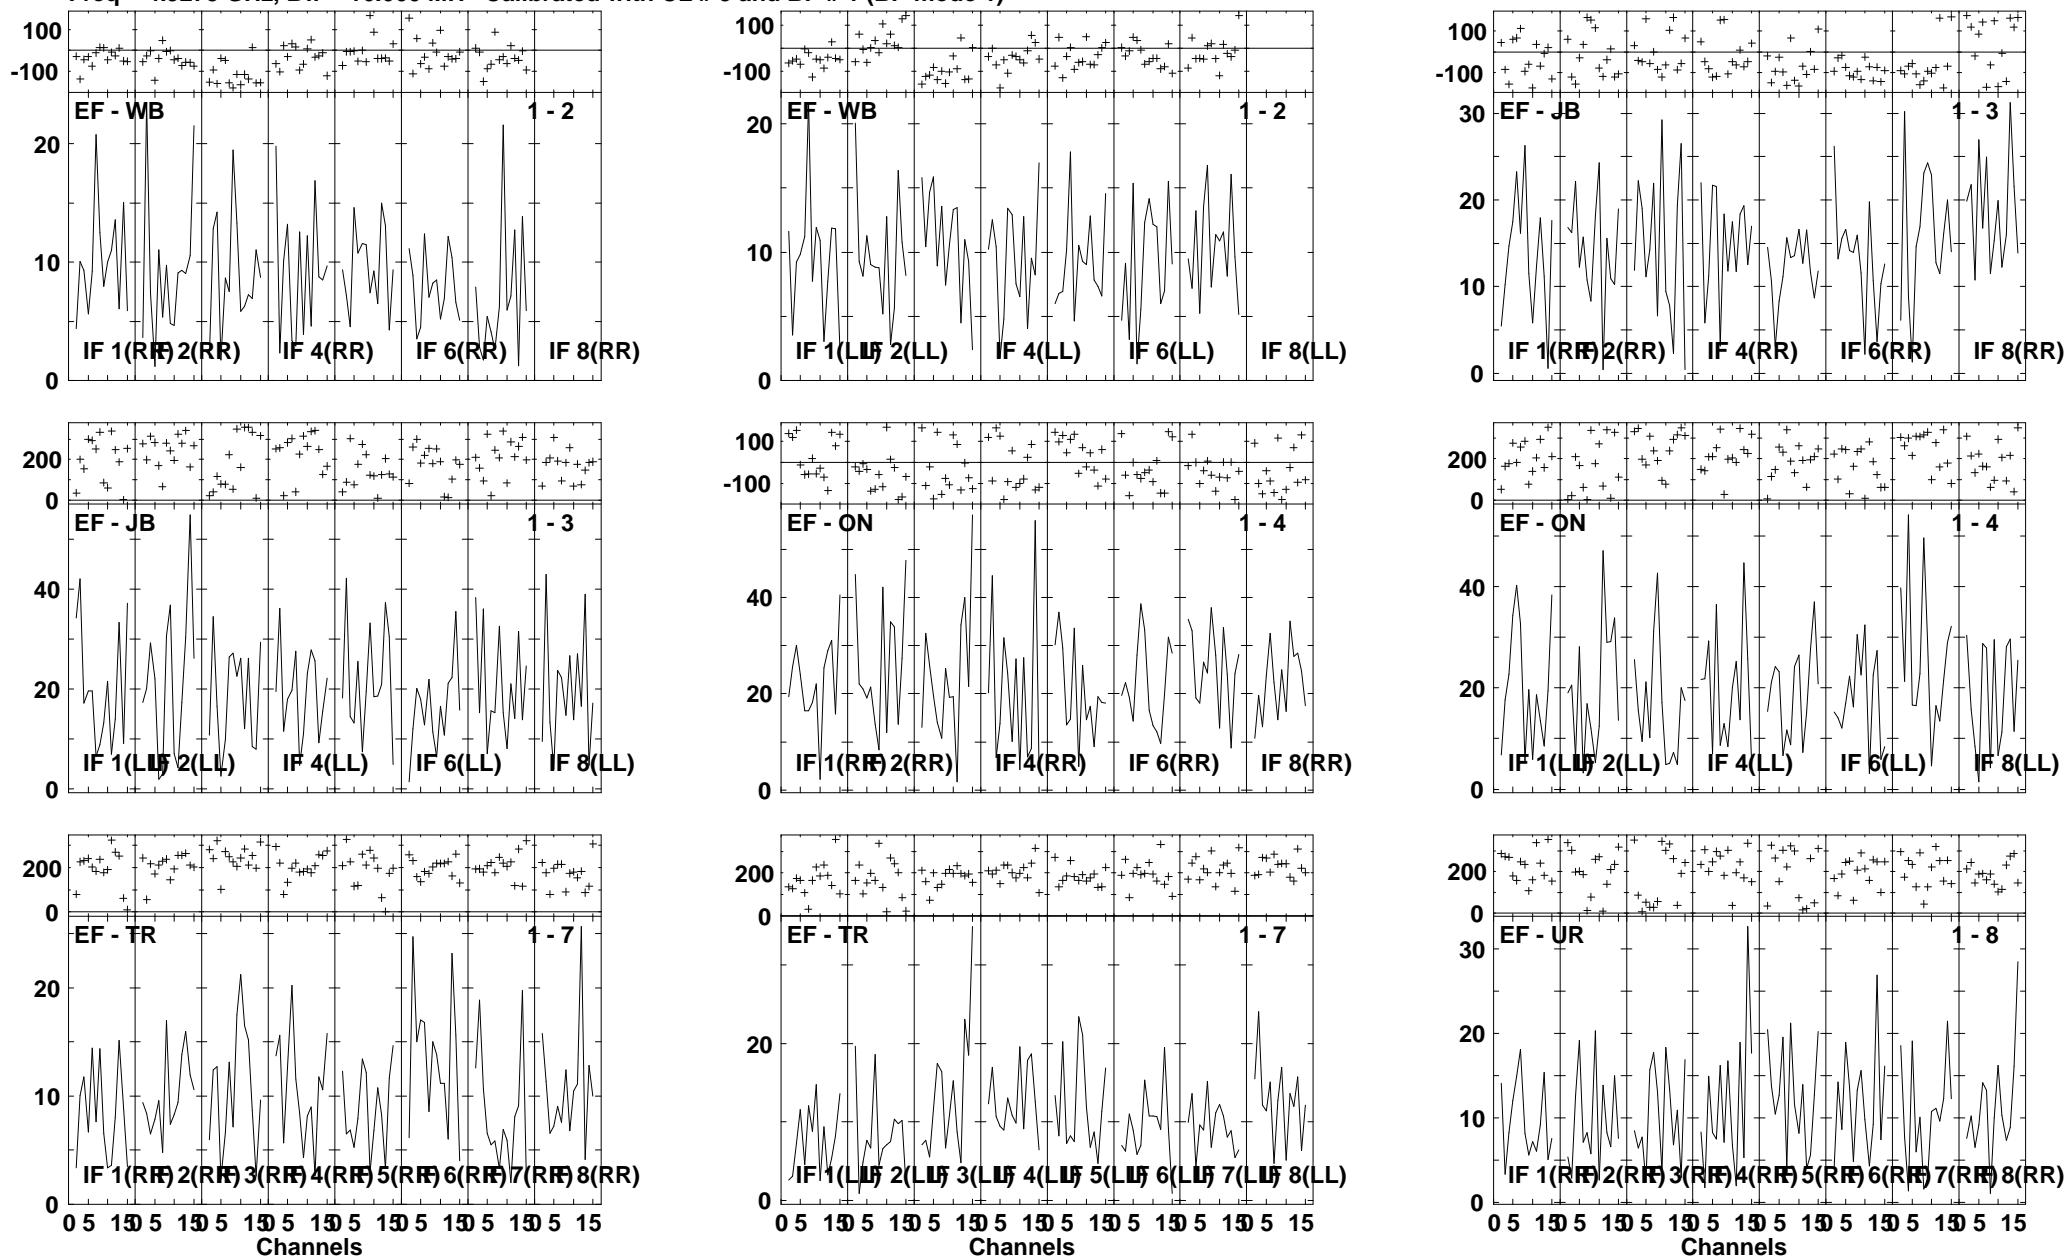 100
-100
EF - WB
1 - 2
20
10
0
IF 1(RR)
IF 2(RR)
IF 4(RR)
IF 6(RR)
IF 8(RR)
100
-100
EF - WB
1 - 2
20
10
0
IF 1(LL)
IF 2(LL)
IF 4(LL)
IF 6(LL)
IF 8(LL)
100
-100
EF - JB
1 - 3
30
20
10
0
IF 1(RR)
IF 2(RR)
IF 4(RR)
IF 6(RR)
IF 8(RR)
200
0
EF - JB
1 - 3
40
20
0
IF 1(LL)
IF 2(LL)
IF 4(LL)
IF 6(LL)
IF 8(LL)
100
-100
EF - ON
1 - 4
40
20
0
IF 1(RR)
IF 2(RR)
IF 4(RR)
IF 6(RR)
IF 8(RR)
200
0
EF - ON
1 - 4
40
20
0
IF 1(LL)
IF 2(LL)
IF 4(LL)
IF 6(LL)
IF 8(LL)
200
0
EF - TR
1 - 7
20
10
0
IF 1(RR)
IF 2(RR)
IF 3(RR)
IF 4(RR)
IF 5(RR)
IF 6(RR)
IF 7(RR)
IF 8(RR)
0 5 15
0 5 15
0 5 15
0 5 15
0 5 15
0 5 15
0 5 15
0 5 15
Channels
200
0
EF - TR
1 - 7
20
0
IF 1(LL)
IF 2(LL)
IF 3(LL)
IF 4(LL)
IF 5(LL)
IF 6(LL)
IF 7(LL)
IF 8(LL)
0 5 15
0 5 15
0 5 15
0 5 15
0 5 15
0 5 15
0 5 15
0 5 15
Channels
200
0
EF - UR
1 - 8
30
20
10
0
IF 1(RR)
IF 2(RR)
IF 3(RR)
IF 4(RR)
IF 5(RR)
IF 6(RR)
IF 7(RR)
IF 8(RR)
0 5 15
0 5 15
0 5 15
0 5 15
0 5 15
0 5 15
0 5 15
0 5 15
Channels